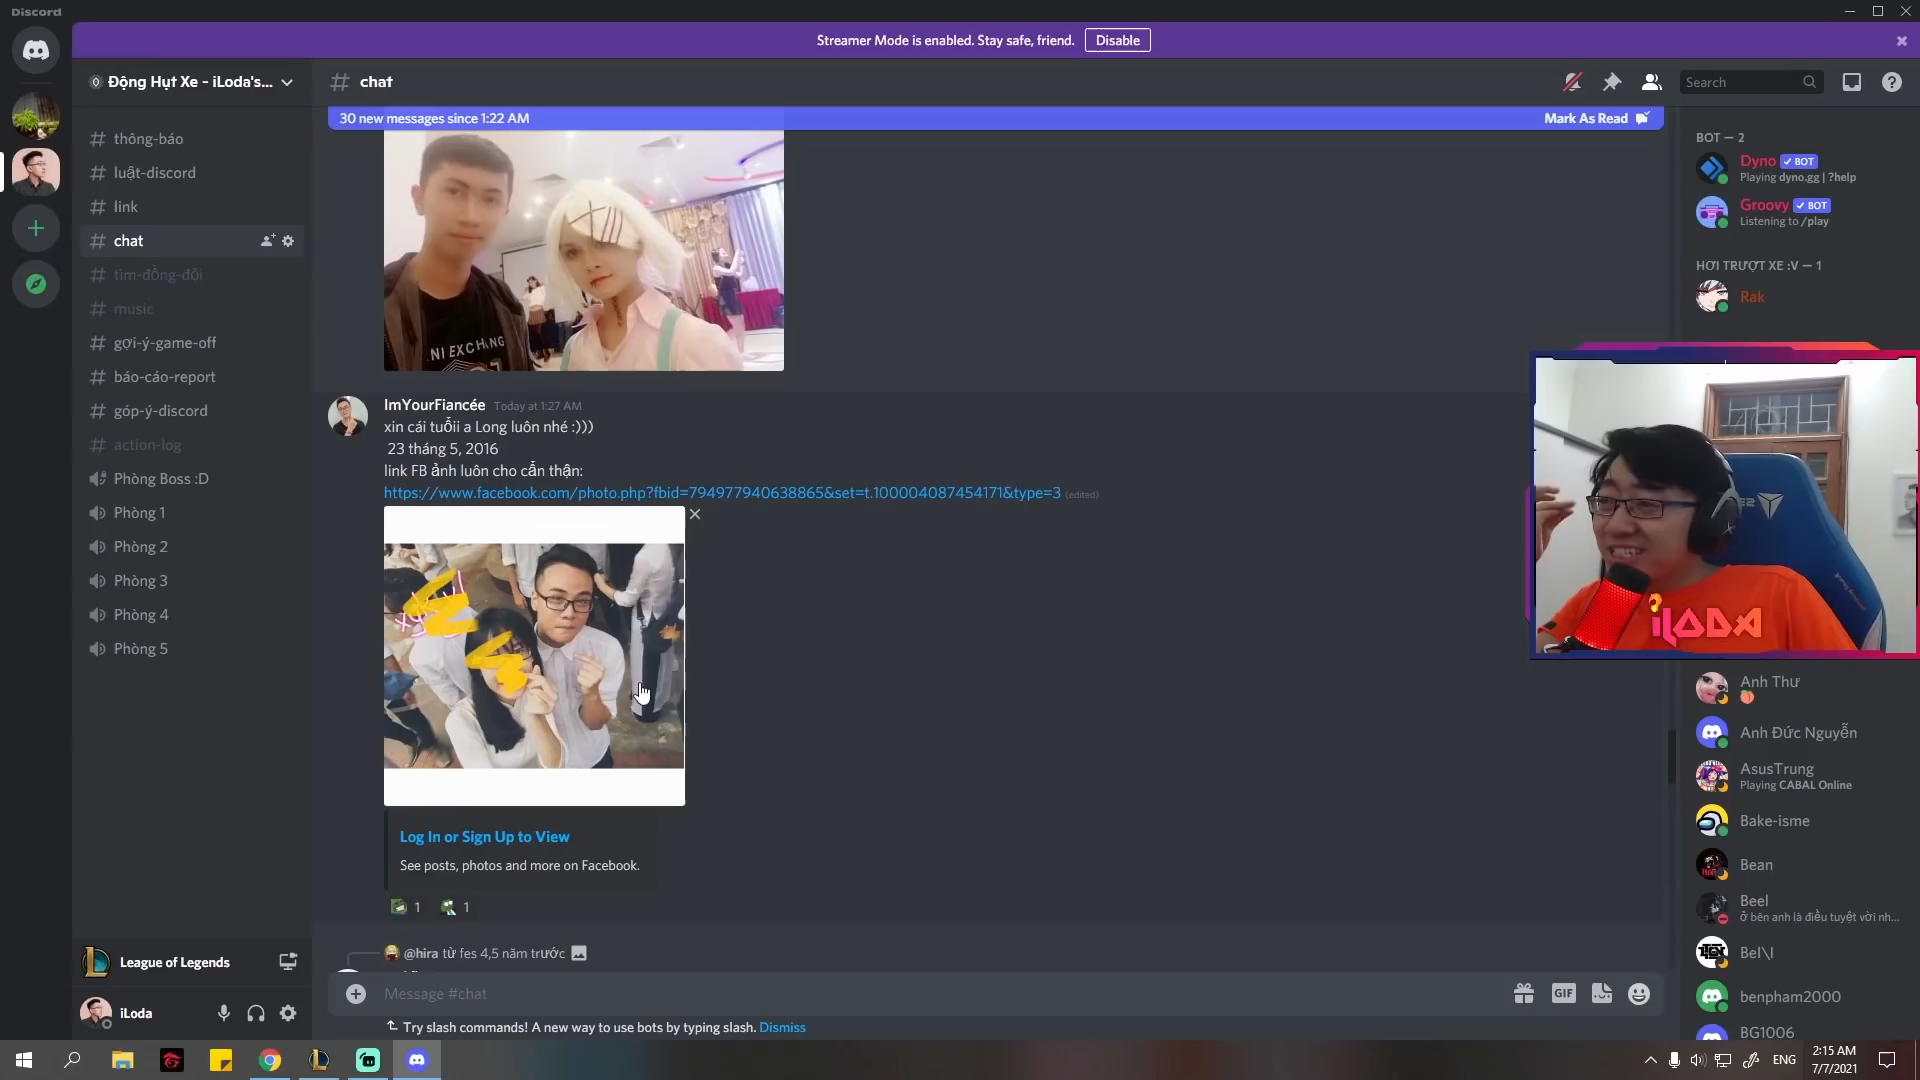 Discord
Streamer Mode is enabled. Stay safe, friend.
Disable
Động Hụt Xe - iLoda's...
chat
Search
30 new messages since 1:22 AM
Mark As Read
thông-báo
luật-discord
link
chat
tìm-đồng-đội
music
gợi-ý-game-off
báo-cáo-report
góp-ý-discord
action-log
Phòng Boss :D
Phòng 1
Phòng 2
Phòng 3
Phòng 4
Phòng 5
League of Legends
iLoda
XII
NI EXCHANG
ImYourFiancée Today at 1:27 AM
xin cái tuổii a Long luôn nhé :)))
23 tháng 5, 2016
link FB ảnh luôn cho cẩn thận:
https://www.facebook.com/photo.php?fbid=794977940638865&set=t.100004087454171&type=3 (edited)
Log In or Sign Up to View
See posts, photos and more on Facebook.
1
1
@hira từ fes 4,5 năm trước
Message #chat
GIF
Try slash commands! A new way to use bots by typing slash. Dismiss
BOT — 2
Dyno BOT
Playing dyno.gg | ?help
Groovy BOT
Listening to /play
HƠI TRƯỢT XE :V — 1
Rak
iLODA
Anh Thư
Anh Đức Nguyễn
AsusTrung
Playing CABAL Online
Bake-isme
Bean
Beel
ở bên anh là điều tuyệt vời nh...
Bel\l
benpham2000
BG1006
ENG
2:15 AM
7/7/2021